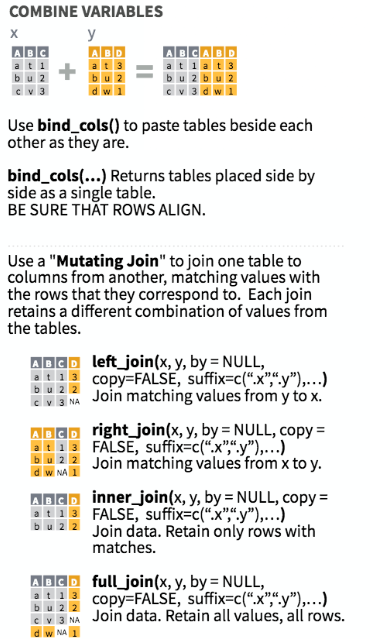 COMBINE VARIABLES
x y
A B C A B D A B C A B D
a t 1 a t 3 a t 1 a t 3
b u 2 + b u 2 = b u 2 b u 2
c v 3 d w 1 c v 3 d w 1
Use bind_cols() to paste tables beside each
other as they are.
bind_cols(…) Returns tables placed side by
side as a single table.
BE SURE THAT ROWS ALIGN.
Use a "Mutating Join" to join one table to
columns from another, matching values with
the rows that they correspond to. Each join
retains a different combination of values from
the tables.
A B C D
a t 1 3
b u 2 2
c v 3 NA
left_join(x, y, by = NULL,
copy=FALSE, suffix=c(“.x”,“.y”),…)
Join matching values from y to x.
A B C D
a t 1 3
b u 2 2
d w NA 1
right_join(x, y, by = NULL, copy =
FALSE, suffix=c(“.x”,“.y”),…)
Join matching values from x to y.
A B C D
a t 1 3
b u 2 2
inner_join(x, y, by = NULL, copy =
FALSE, suffix=c(“.x”,“.y”),…)
Join data. Retain only rows with
matches.
A B C D
a t 1 3
b u 2 2
c v 3 NA
d w NA 1
full_join(x, y, by = NULL,
copy=FALSE, suffix=c(“.x”,“.y”),…)
Join data. Retain all values, all rows.